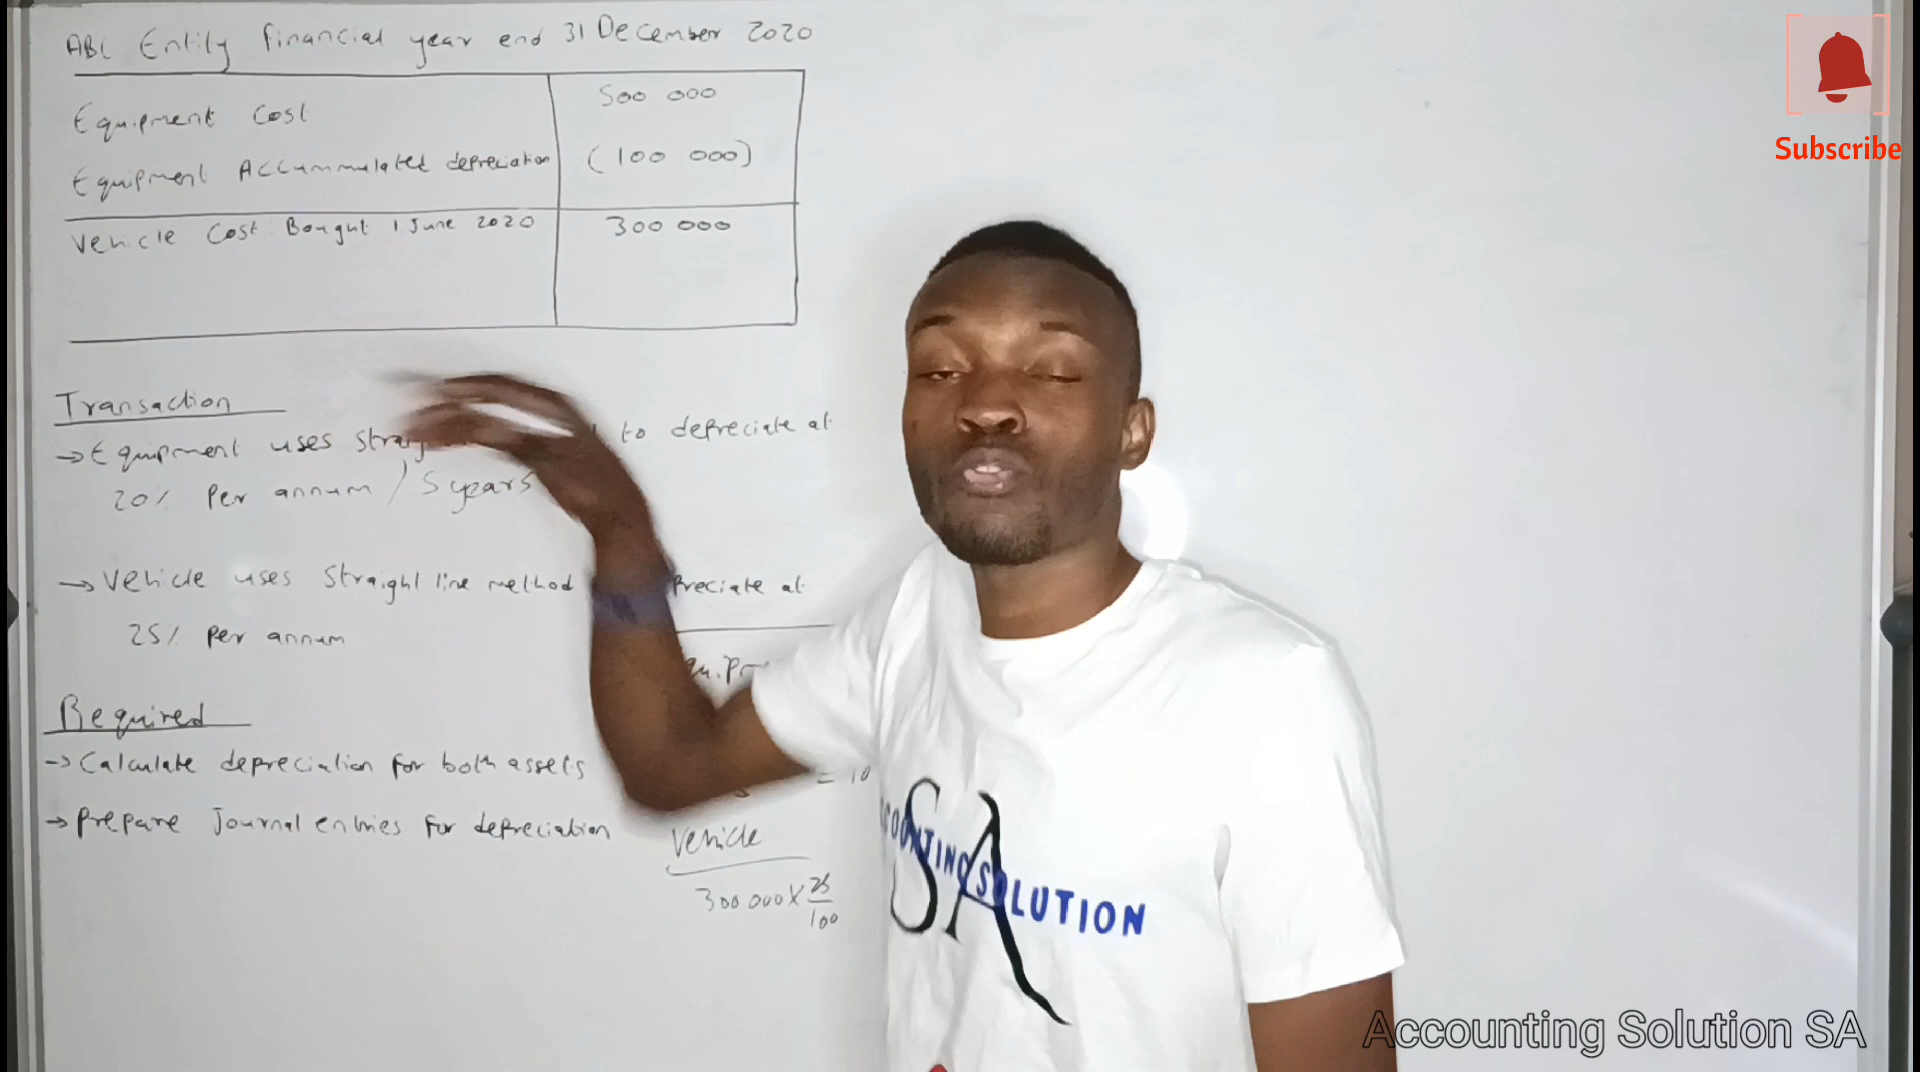 ABC Entity financial year end 31 December 2020
Equipment Cost 500 000
Equipment Accummulated depreciation (100 000)
Vehicle Cost Bought 1 June 2020 300 000
Transaction
→ Equipment uses to depreciate at
20% Per annum / 5 years
→ Vehicle uses Straight line method preciate at
25% Per annum
Required
→ Calculate depreciation for both assets
→ Prepare Journal entries for depreciation
= 10
Vehicle
300 000 X 25
100
ACCOUNTING SOLUTION
SA
Subscribe
Accounting Solution SA